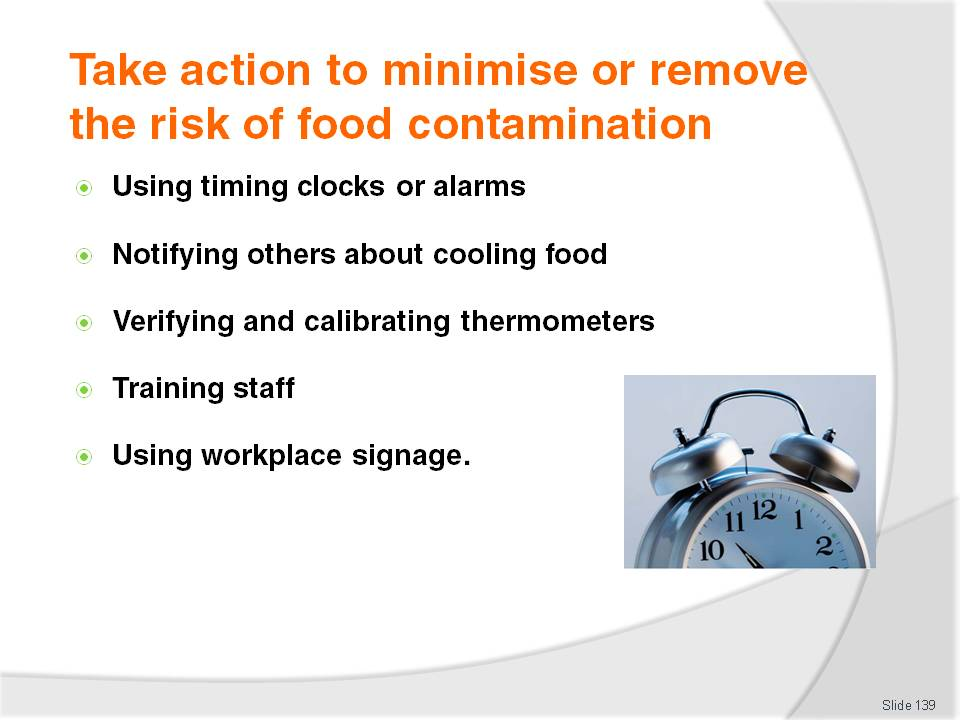 Take action to minimise or remove
the risk of food contamination
Using timing clocks or alarms
Notifying others about cooling food
Verifying and calibrating thermometers
Training staff
Using workplace signage.
10
11
12
1
2
Slide 139